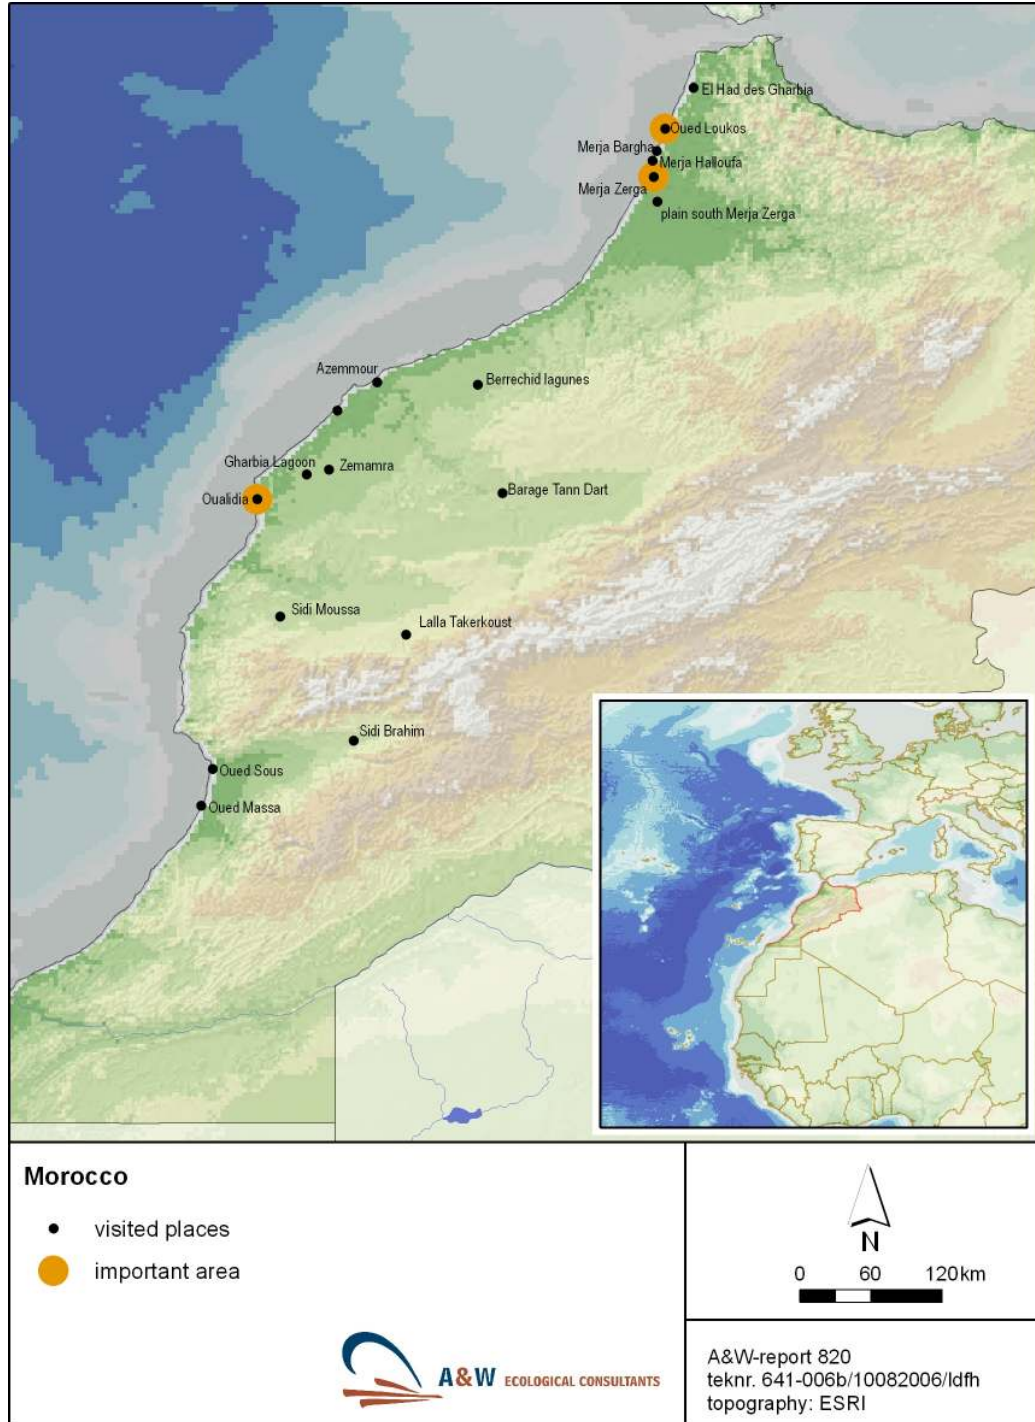 El Had des Gharbia
Oued Loukos
Merja Bargha
Merja Halloufa
Merja Zerga
plain south Merja Zerga
Azemmour
Berrechid lagunes
Gharbia Lagoon
Zemamra
Barage Tann Dart
Oualidia
Sidi Moussa
Lalla Takerkoust
Sidi Brahim
Oued Sous
Oued Massa
Morocco
visited places
important area
N
0 60 120km
A&W ECOLOGICAL CONSULTANTS
A&W-report 820
teknr. 641-006b/10082006/ldfh
topography: ESRI